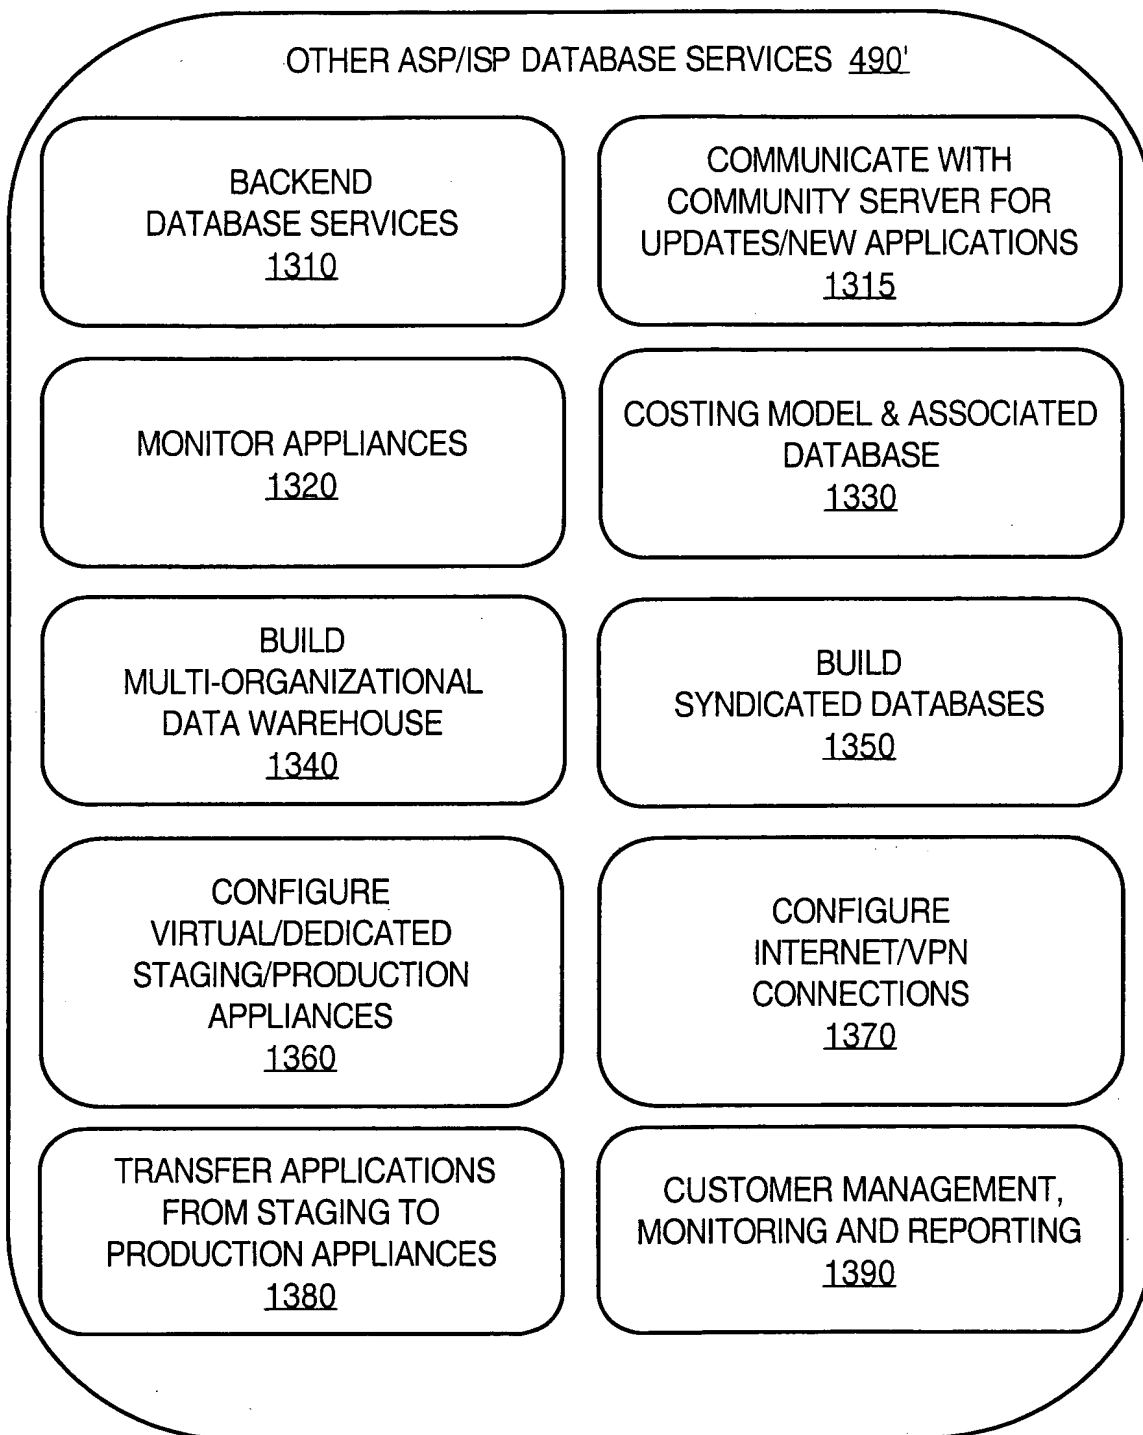 OTHER ASP/ISP DATABASE SERVICES 490'
BACKEND
DATABASE SERVICES
1310
COMMUNICATE WITH
COMMUNITY SERVER FOR
UPDATES/NEW APPLICATIONS
1315
MONITOR APPLIANCES
1320
COSTING MODEL & ASSOCIATED
DATABASE
1330
BUILD
MULTI-ORGANIZATIONAL
DATA WAREHOUSE
1340
BUILD
SYNDICATED DATABASES
1350
CONFIGURE
VIRTUAL/DEDICATED
STAGING/PRODUCTION
APPLIANCES
1360
CONFIGURE
INTERNET/VPN
CONNECTIONS
1370
TRANSFER APPLICATIONS
FROM STAGING TO
PRODUCTION APPLIANCES
1380
CUSTOMER MANAGEMENT,
MONITORING AND REPORTING
1390